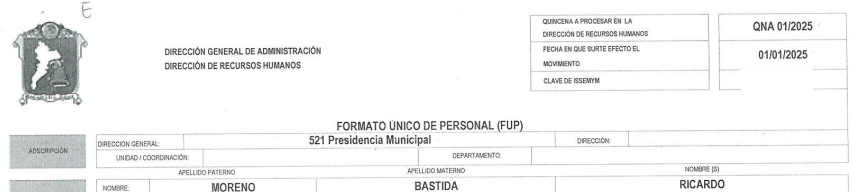 E
QUINCENA A PROCESAR EN LA
DIRECCIÓN DE RECURSOS HUMANOS
QNA 01/2025
DIRECCIÓN GENERAL DE ADMINISTRACIÓN
DIRECCIÓN DE RECURSOS HUMANOS
FECHA EN QUE SURTE EFECTO EL
MOVIMIENTO
01/01/2025
CLAVE DE ISSEMYM
FORMATO ÚNICO DE PERSONAL (FUP)
ADSCRIPCIÓN
DIRECCION GENERAL: 521 Presidencia Municipal DIRECCIÓN:
UNIDAD / COORDINACIÓN: DEPARTAMENTO:
APELLIDO PATERNO APELLIDO MATERNO NOMBRE (S)
NOMBRE: MORENO BASTIDA RICARDO